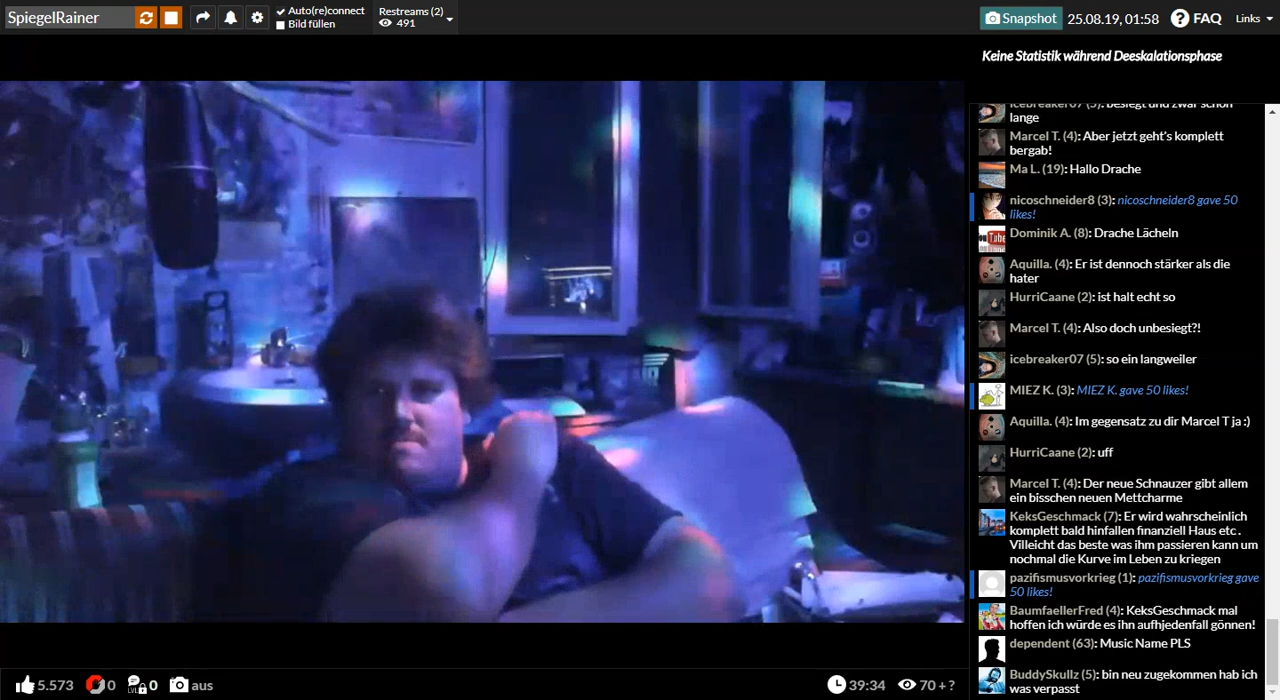 SpiegelRainer
Auto(re)connect
Bild füllen
Restreams (2)
491
Snapshot
25.08.19, 01:58
? FAQ
Links
Keine Statistik während Deeskalationsphase
icebreaker07 (5): besiegt und zwar schon
lange
Marcel T. (4): Aber jetzt geht's komplett
bergab!
Ma L. (19): Hallo Drache
nicoschneider8 (3): nicoschneider8 gave 50
likes!
Dominik A. (8): Drache Lächeln
Aquilla. (4): Er ist dennoch stärker als die
hater
HurriCaane (2): ist halt echt so
Marcel T. (4): Also doch unbesiegt?!
icebreaker07 (5): so ein langweiler
MIEZ K. (3): MIEZ K. gave 50 likes!
Aquilla. (4): Im gegensatz zu dir Marcel T ja :)
HurriCaane (2): uff
Marcel T. (4): Der neue Schnauzer gibt allem
ein bisschen neuen Mettcharme
KeksGeschmack (7): Er wird wahrscheinlich
komplett bald hinfallen finanziell Haus etc .
Villeicht das beste was ihm passieren kann um
nochmal die Kurve im Leben zu kriegen
pazifismusvorkrieg (1): pazifismusvorkrieg gave
50 likes!
BaumfaellerFred (4): KeksGeschmack mal
hoffen ich würde es ihn aufhjedenfall gönnen!
dependent (63): Music Name PLS
BuddySkullz (5): bin neu zugekommen hab ich
was verpasst
5.573
0
LVL
0
aus
39:34
70 + ?